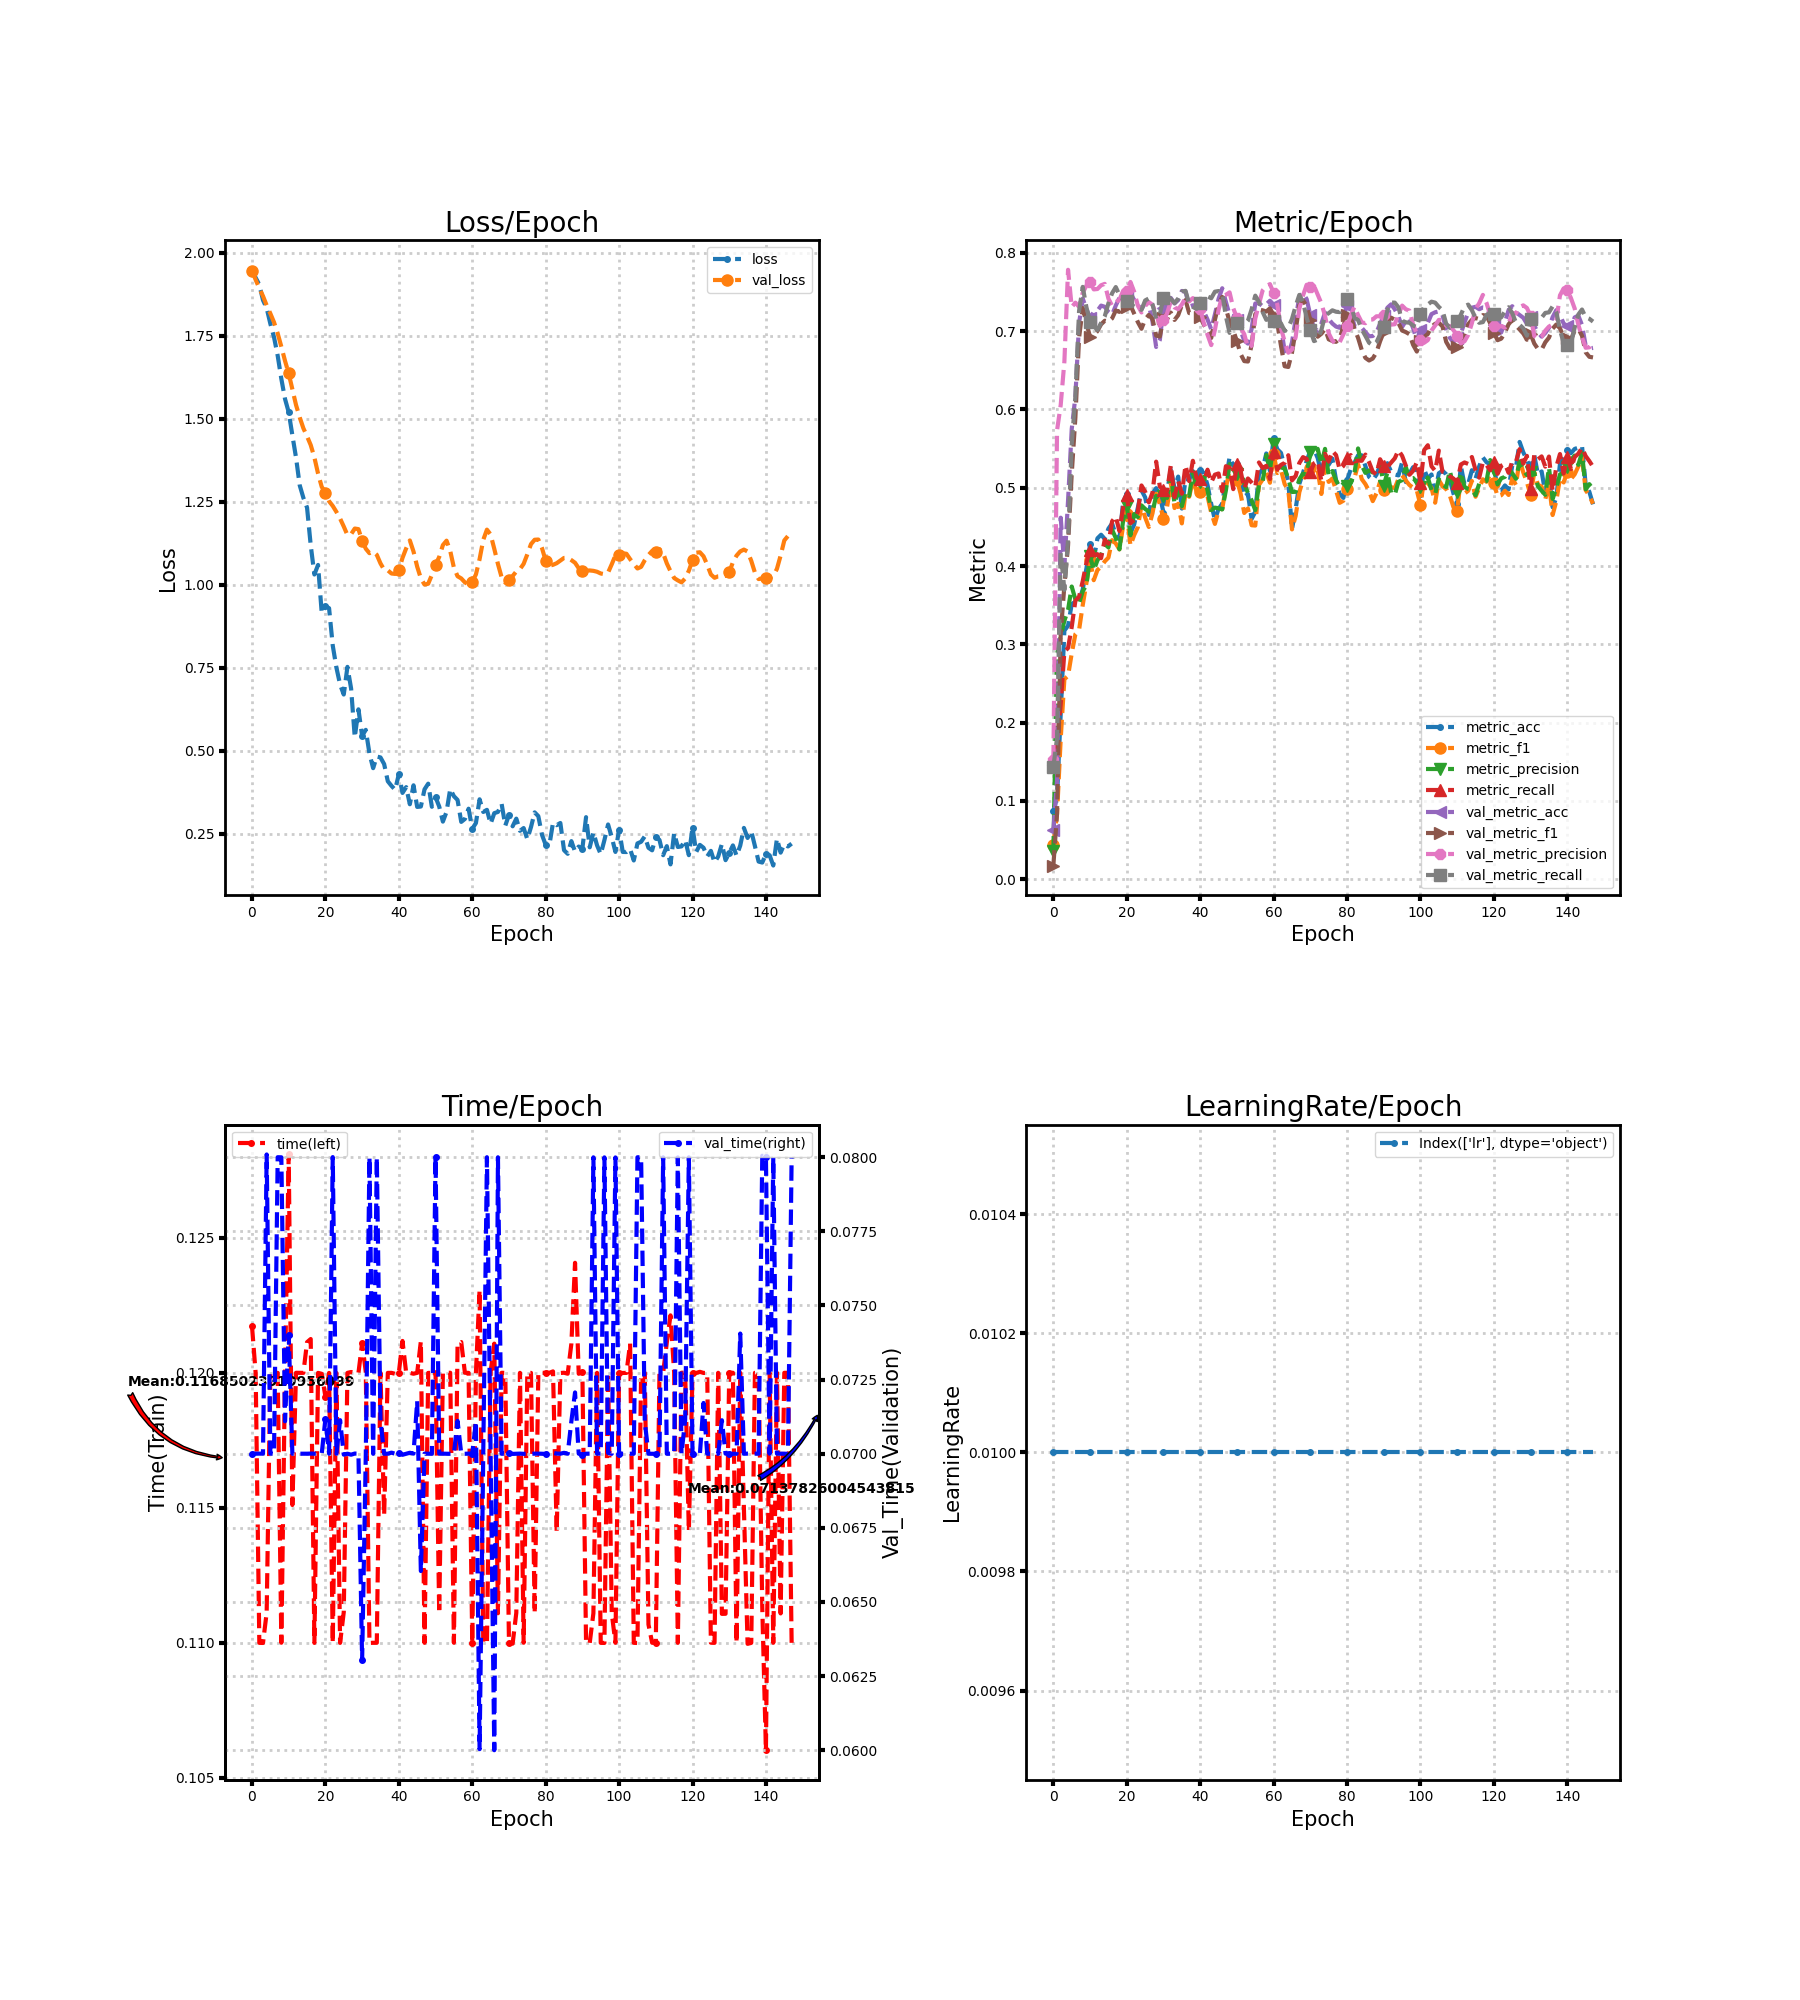 Loss/Epoch
2.00
1.75
1.50
1.25
1.00
0.75
0.50
0.25
Loss
loss
val_loss
0 20 40 60 80 100 120 140
Epoch
Metric/Epoch
0.8
0.7
0.6
0.5
0.4
0.3
0.2
0.1
0.0
Metric
metric_acc
metric_f1
metric_precision
metric_recall
val_metric_acc
val_metric_f1
val_metric_precision
val_metric_recall
0 20 40 60 80 100 120 140
Epoch
Time/Epoch
time(left)
val_time(right)
0.125
0.120
0.115
0.110
0.105
Time(Train)
0.0800
0.0775
0.0750
0.0725
0.0700
0.0675
0.0650
0.0625
0.0600
Val_Time(Validation)
Mean:0.07137826004543815
0 20 40 60 80 100 120 140
Epoch
LearningRate/Epoch
Index(['lr'], dtype='object')
0.0104
0.0102
0.0100
0.0098
0.0096
LearningRate
0 20 40 60 80 100 120 140
Epoch